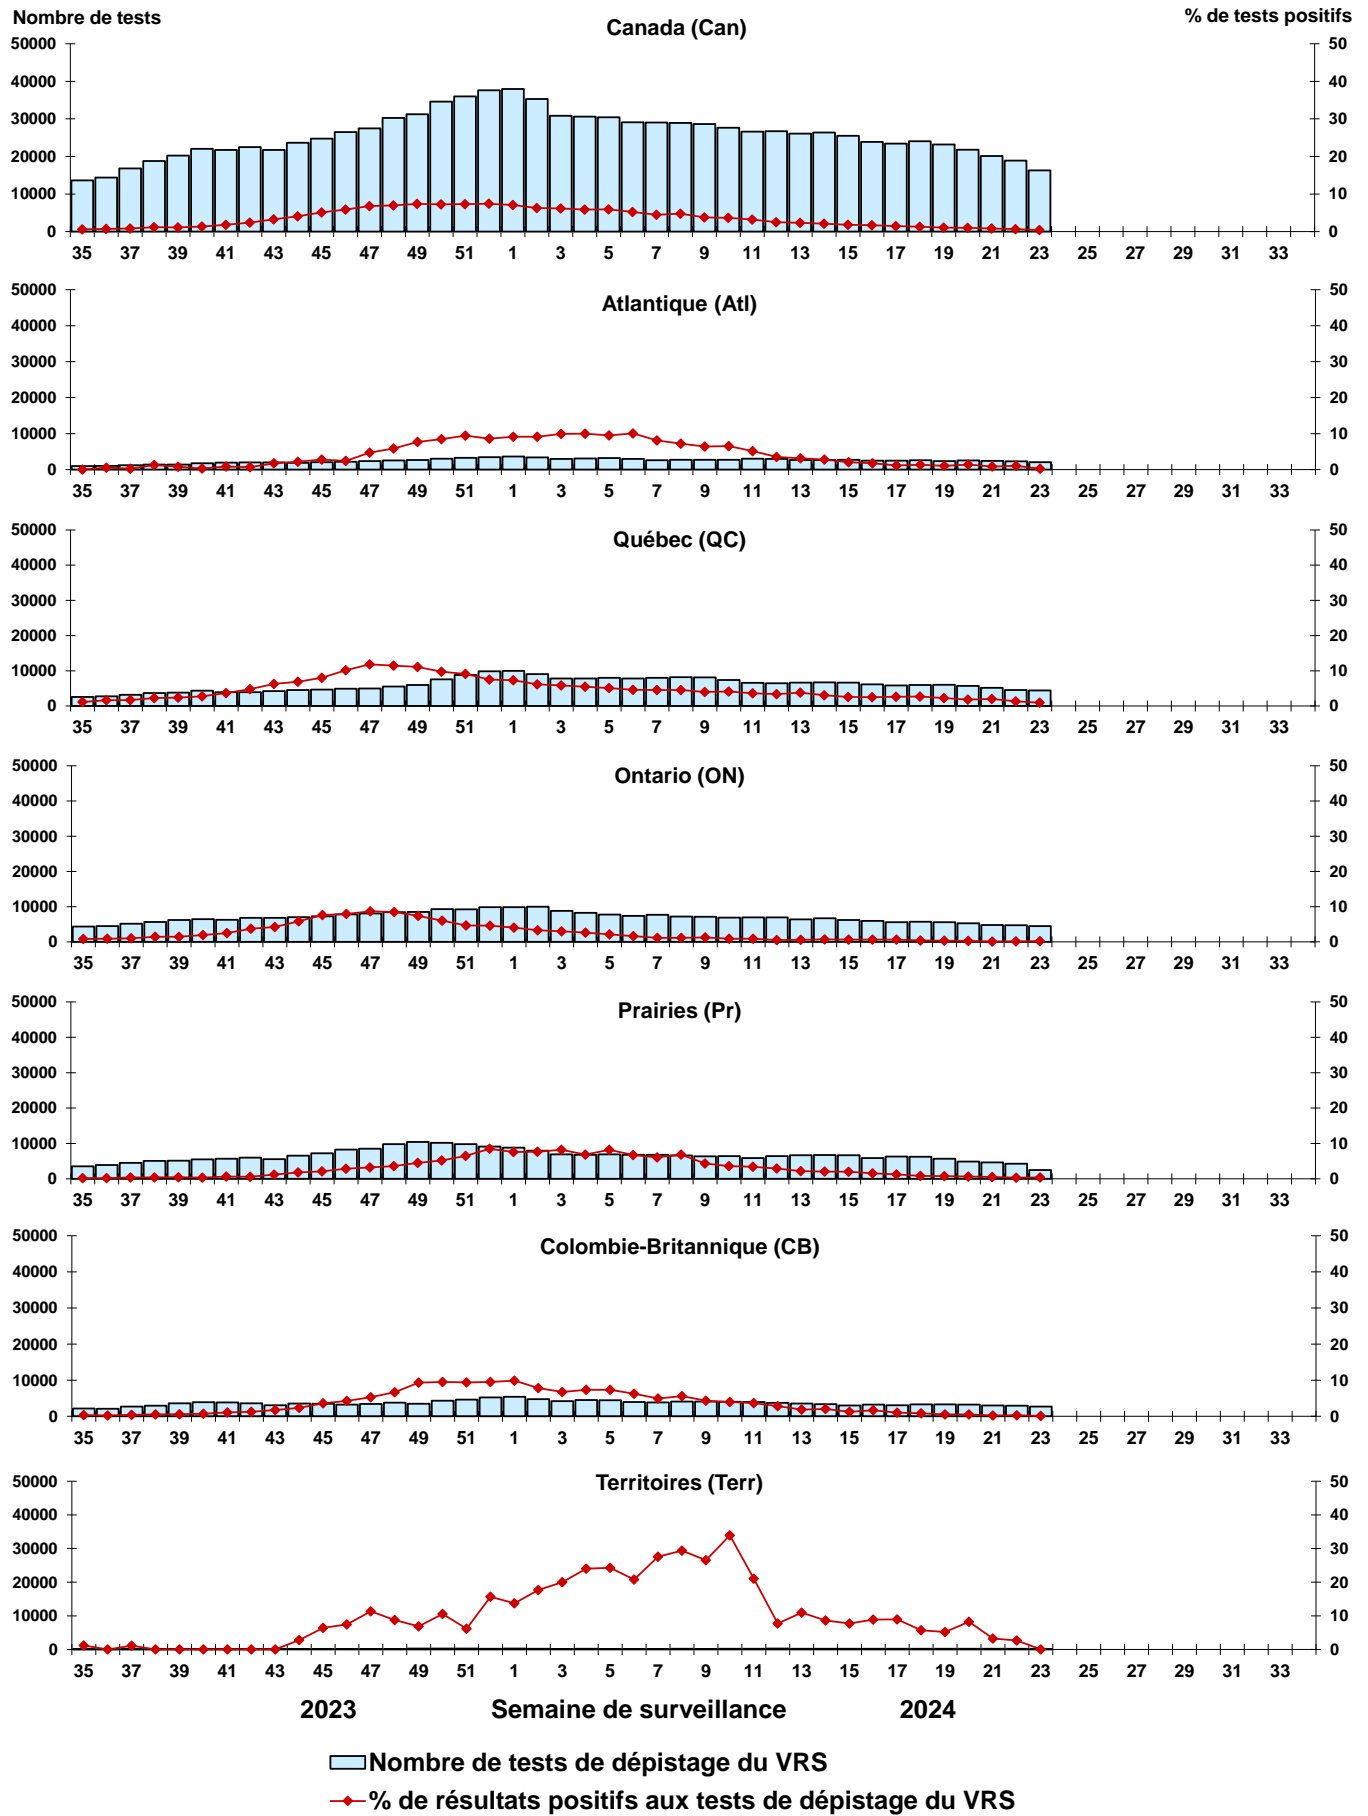 Nombre de tests
% de tests positifs
Canada (Can)
50000 50
40000 40
30000 30
20000 20
10000 10
0 0
35 37 39 41 43 45 47 49 51 1 3 5 7 9 11 13 15 17 19 21 23 25 27 29 31 33
Atlantique (Atl)
50000 50
40000 40
30000 30
20000 20
10000 10
0 0
35 37 39 41 43 45 47 49 51 1 3 5 7 9 11 13 15 17 19 21 23 25 27 29 31 33
Québec (QC)
50000 50
40000 40
30000 30
20000 20
10000 10
0 0
35 37 39 41 43 45 47 49 51 1 3 5 7 9 11 13 15 17 19 21 23 25 27 29 31 33
Ontario (ON)
50000 50
40000 40
30000 30
20000 20
10000 10
0 0
35 37 39 41 43 45 47 49 51 1 3 5 7 9 11 13 15 17 19 21 23 25 27 29 31 33
Prairies (Pr)
50000 50
40000 40
30000 30
20000 20
10000 10
0 0
35 37 39 41 43 45 47 49 51 1 3 5 7 9 11 13 15 17 19 21 23 25 27 29 31 33
Colombie-Britannique (CB)
50000 50
40000 40
30000 30
20000 20
10000 10
0 0
35 37 39 41 43 45 47 49 51 1 3 5 7 9 11 13 15 17 19 21 23 25 27 29 31 33
Territoires (Terr)
50000 50
40000 40
30000 30
20000 20
10000 10
0 0
35 37 39 41 43 45 47 49 51 1 3 5 7 9 11 13 15 17 19 21 23 25 27 29 31 33
2023 Semaine de surveillance 2024
Nombre de tests de dépistage du VRS
% de résultats positifs aux tests de dépistage du VRS